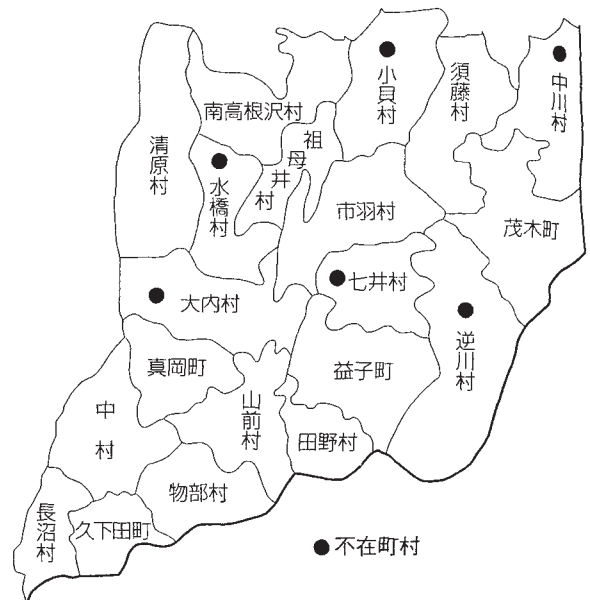 小貝村
須藤村
中川村
南高根沢村
祖母井村
清原村
水橋村
市羽村
茂木町
七井村
大内村
逆川村
真岡町
益子町
中村
山前村
田野村
物部村
長沼村
久下田町
●不在町村